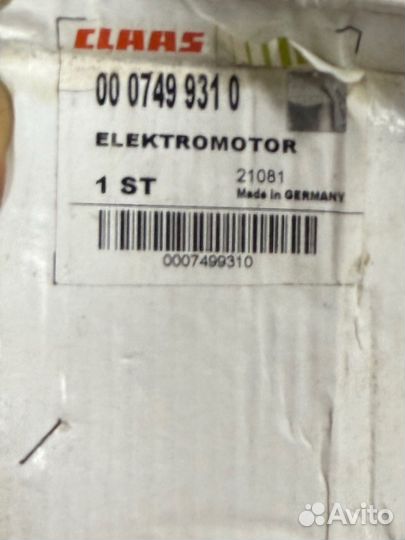 CLAAS
00 0749 931 0
ELEKTROMOTOR
1 ST
21081
Made in GERMANY
0007499310
Avito